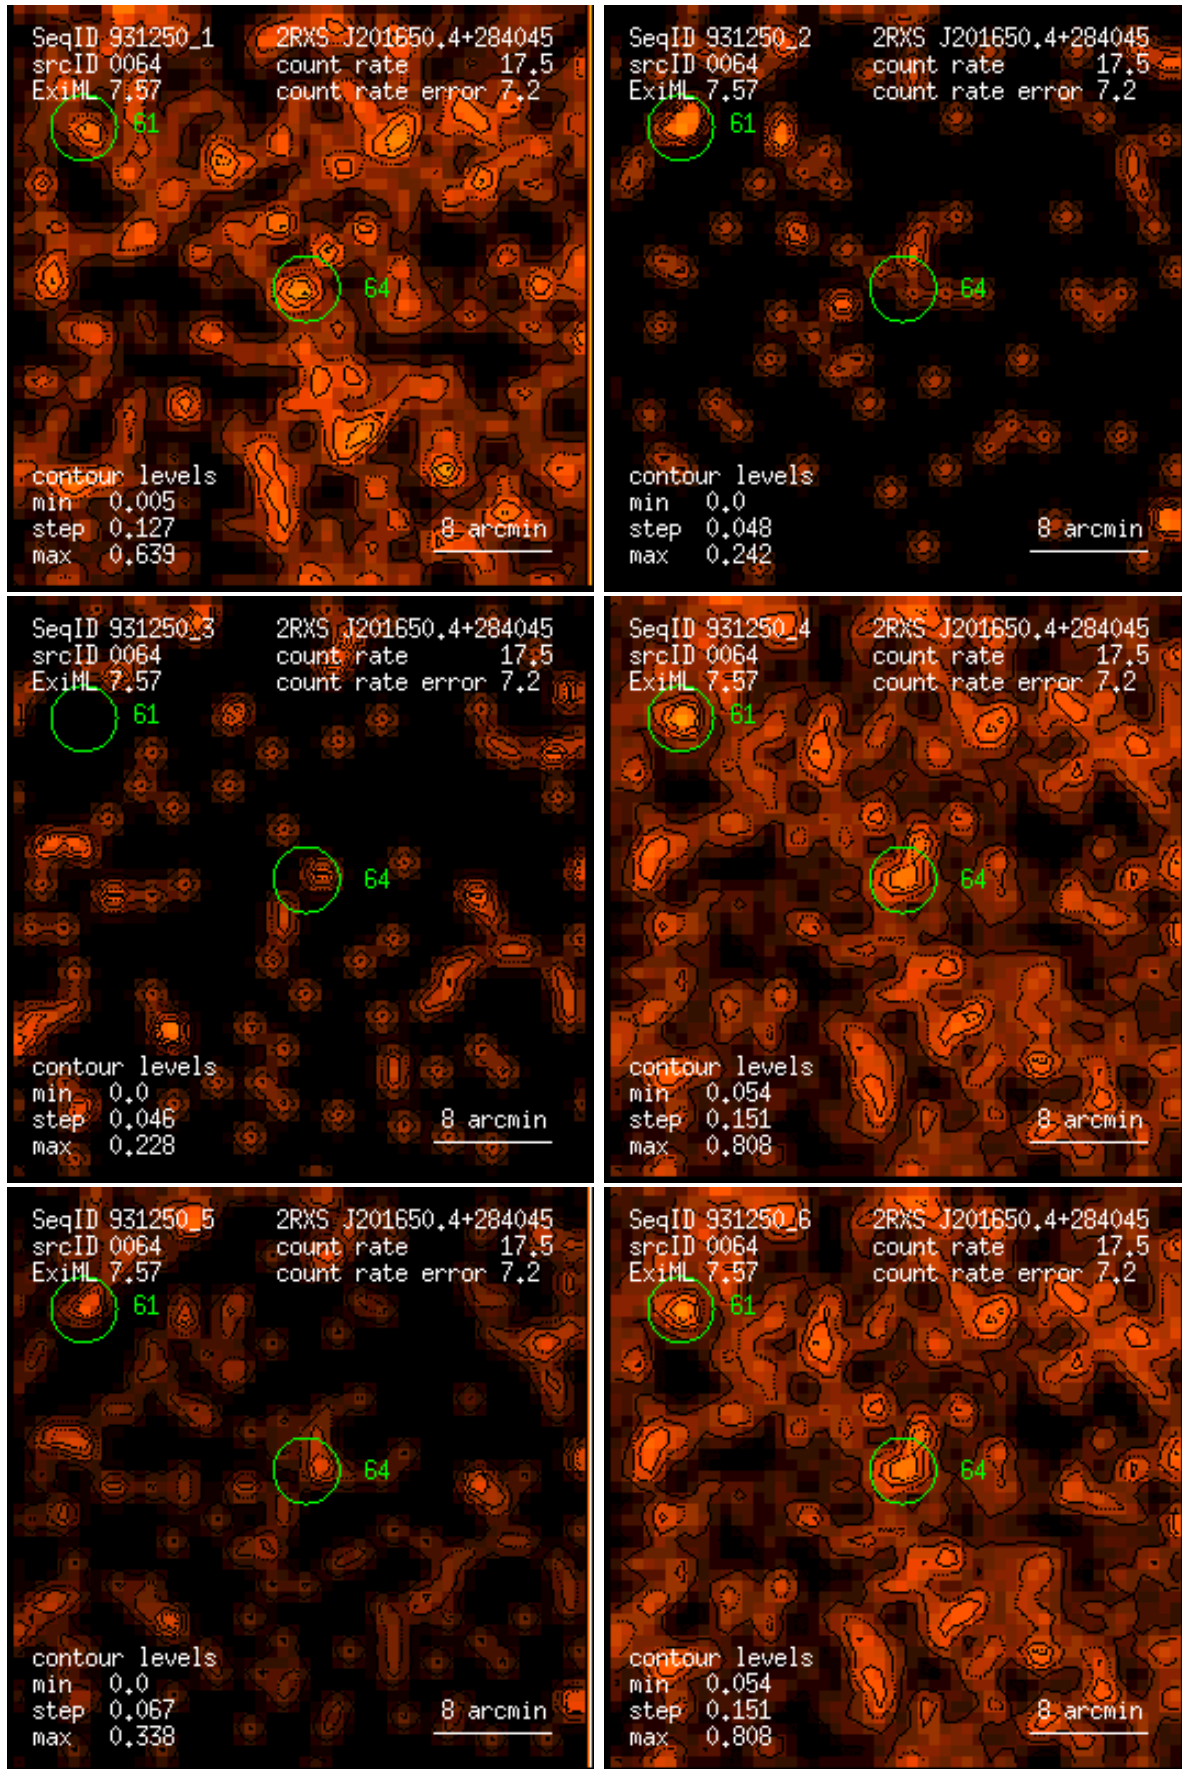 SeqID 931250_1 2RXS J201650.4+284045
srcID 0064 count rate 17.5
ExiML 7.57 count rate error 7.2
61
64
contour levels
min 0.005
step 0.127
max 0.639
8 arcmin
SeqID 931250_2 2RXS J201650.4+284045
srcID 0064 count rate 17.5
ExiML 7.57 count rate error 7.2
61
64
contour levels
min 0.0
step 0.048
max 0.242
8 arcmin
SeqID 931250_3 2RXS J201650.4+284045
srcID 0064 count rate 17.5
ExiML 7.57 count rate error 7.2
61
64
contour levels
min 0.0
step 0.046
max 0.228
8 arcmin
SeqID 931250_4 2RXS J201650.4+284045
srcID 0064 count rate 17.5
ExiML 7.57 count rate error 7.2
61
64
contour levels
min 0.054
step 0.151
max 0.808
8 arcmin
SeqID 931250_5 2RXS J201650.4+284045
srcID 0064 count rate 17.5
ExiML 7.57 count rate error 7.2
61
64
contour levels
min 0.0
step 0.067
max 0.338
8 arcmin
SeqID 931250_6 2RXS J201650.4+284045
srcID 0064 count rate 17.5
ExiML 7.57 count rate error 7.2
61
64
contour levels
min 0.054
step 0.151
max 0.808
8 arcmin